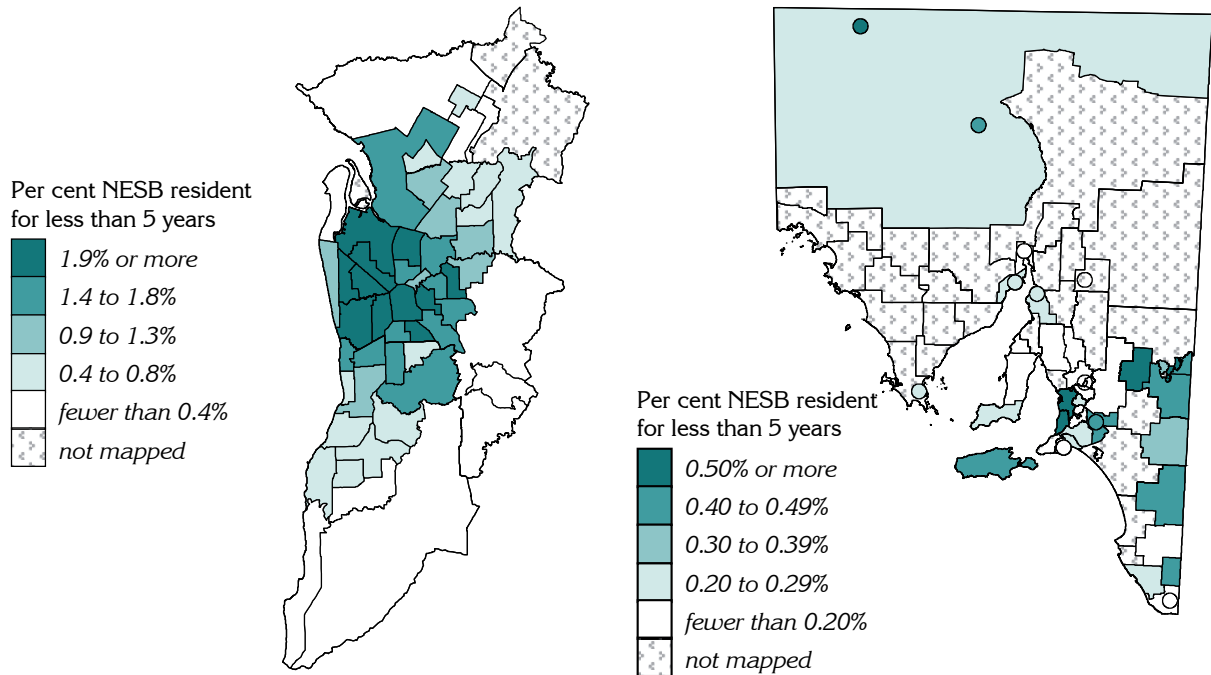 Per cent NESB resident
for less than 5 years
1.9% or more
1.4 to 1.8%
0.9 to 1.3%
0.4 to 0.8%
fewer than 0.4%
not mapped
Per cent NESB resident
for less than 5 years
0.50% or more
0.40 to 0.49%
0.30 to 0.39%
0.20 to 0.29%
fewer than 0.20%
not mapped